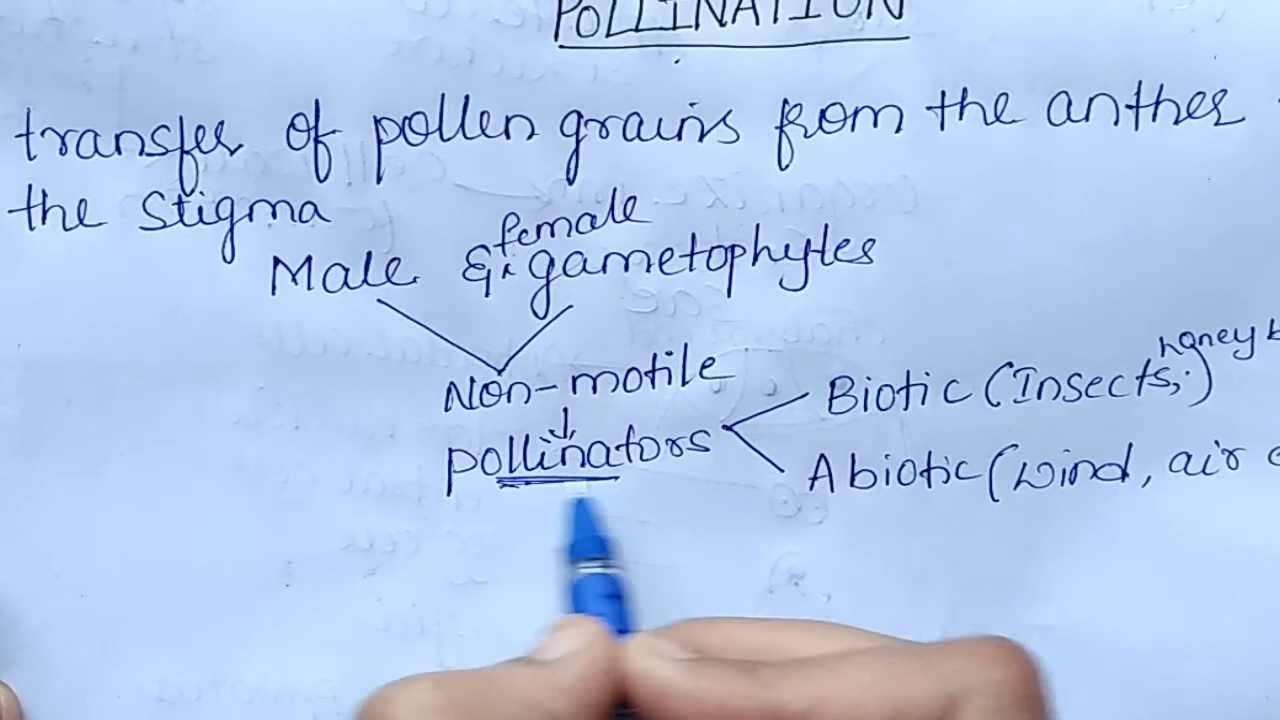 POLLINATION
transfer of pollen grains from the anther
the stigma
female
Male & gametophytes
Non-motile
honey b
Biotic (Insects,)
pollinators
Abiotic (wind, air